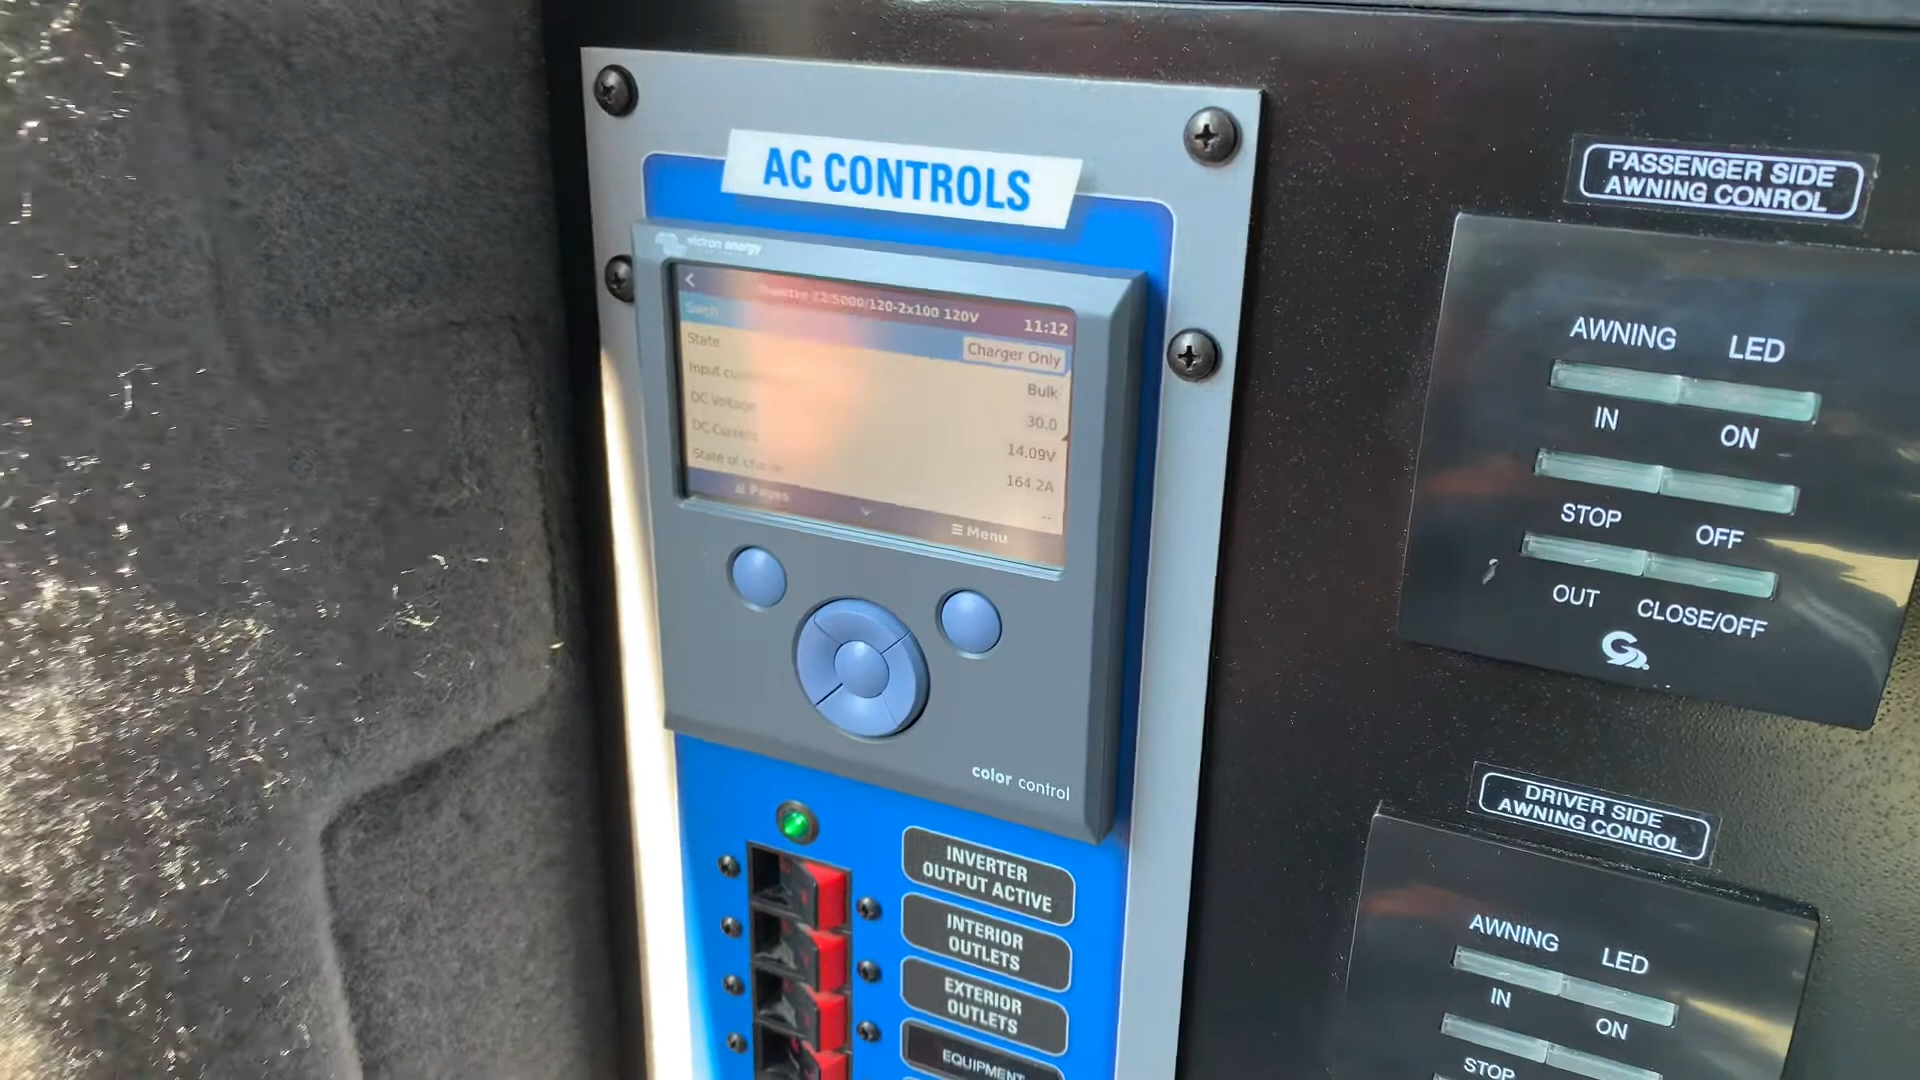 AC CONTROLS
victron energy
12/5000/120-2x100 120V
11:12
Switch
Charger Only
State
Bulk
Input
30.0
DC Voltage
14.09V
DC Current
164.2A
State of charge
--
Pages
Menu
color control
INVERTER
OUTPUT ACTIVE
INTERIOR
OUTLETS
EXTERIOR
OUTLETS
EQUIPMENT
PASSENGER SIDE
AWNING CONROL
AWNING LED
IN ON
STOP OFF
OUT CLOSE/OFF
DRIVER SIDE
AWNING CONROL
AWNING LED
IN ON
STOP